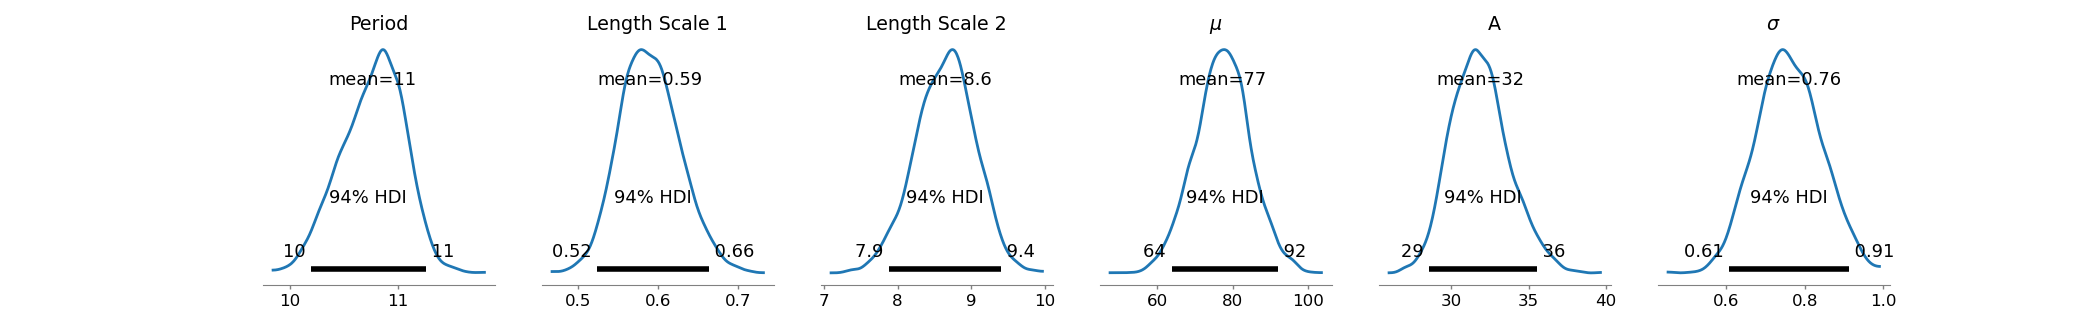 Period
mean=11
94% HDI
10 11
10 11
Length Scale 1
mean=0.59
94% HDI
0.52 0.66
0.5 0.6 0.7
Length Scale 2
mean=8.6
94% HDI
7.9 9.4
7 8 9 10
μ
mean=77
94% HDI
64 92
60 80 100
A
mean=32
94% HDI
29 36
30 35 40
σ
mean=0.76
94% HDI
0.61 0.91
0.6 0.8 1.0